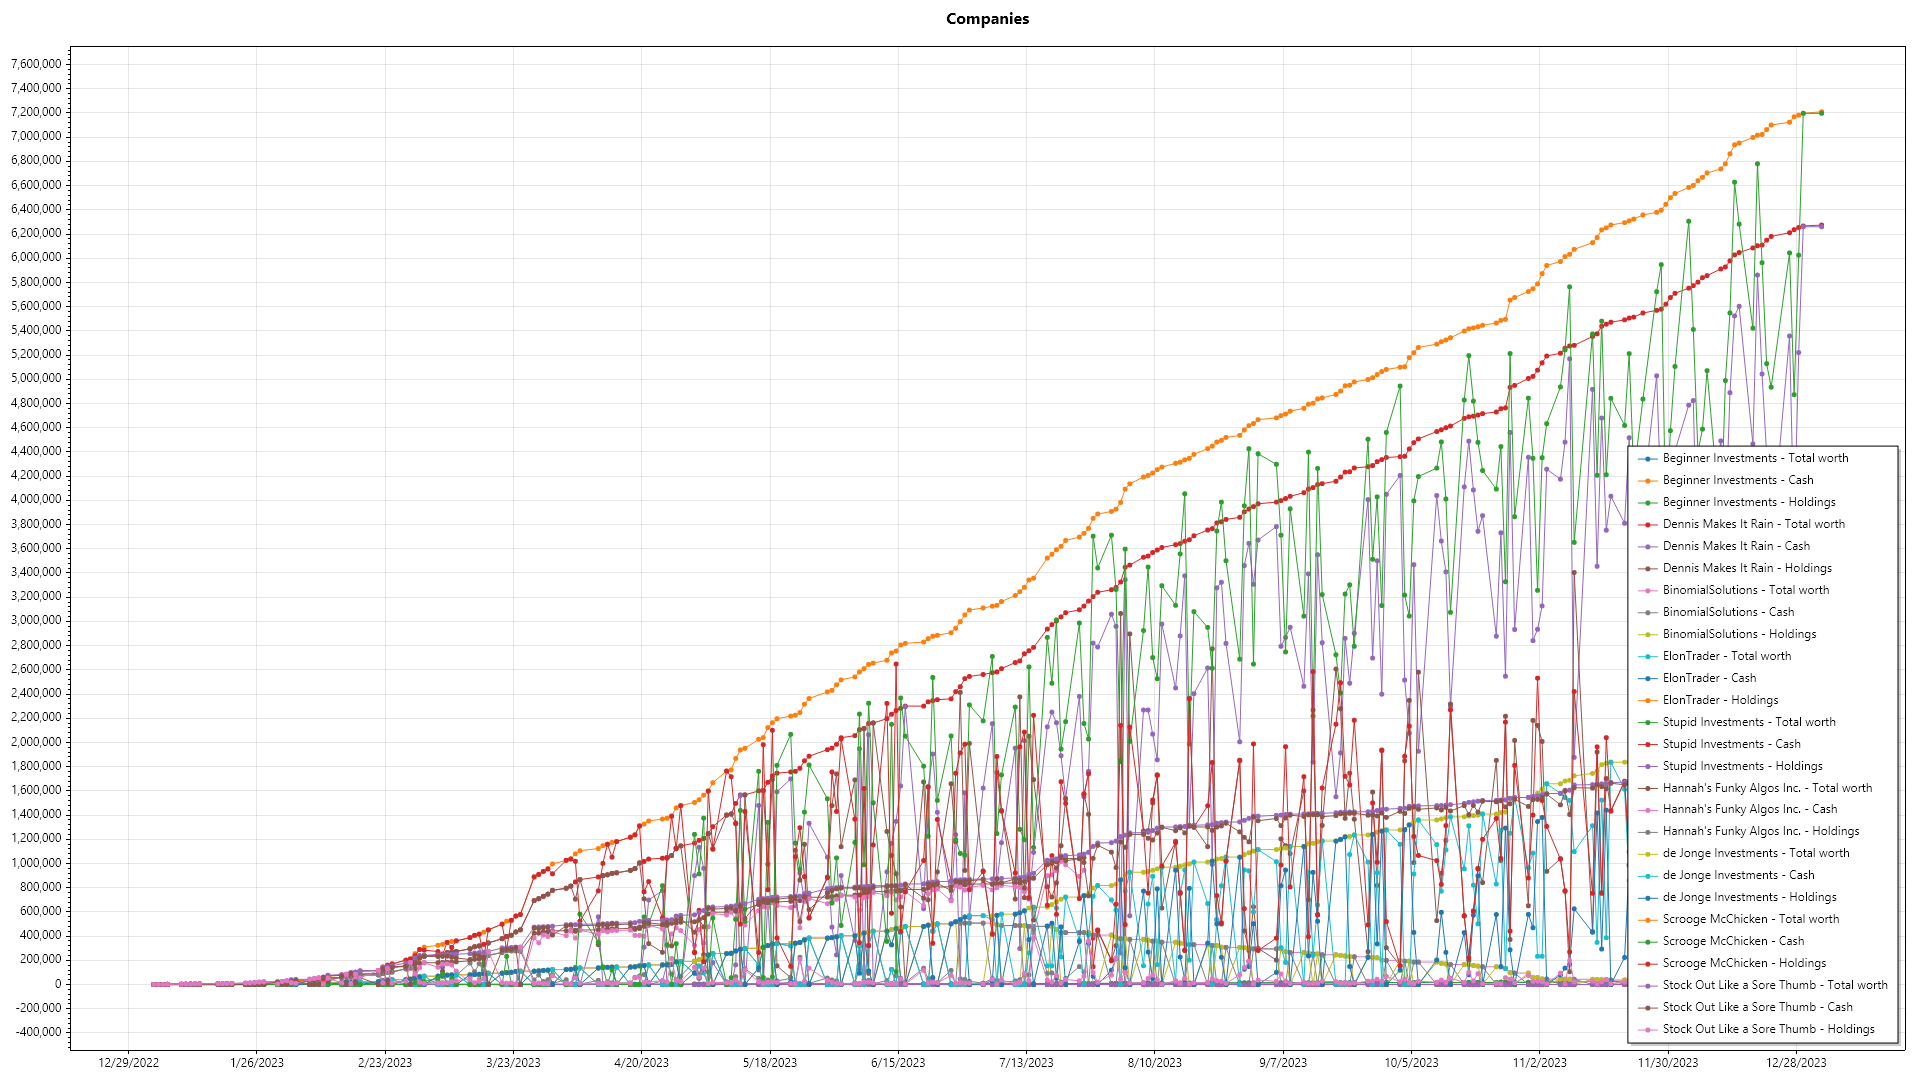 Companies
7,600,000
7,400,000
7,200,000
7,000,000
6,800,000
6,600,000
6,400,000
6,200,000
6,000,000
5,800,000
5,600,000
5,400,000
5,200,000
5,000,000
4,800,000
4,600,000
4,400,000
4,200,000
4,000,000
3,800,000
3,600,000
3,400,000
3,200,000
3,000,000
2,800,000
2,600,000
2,400,000
2,200,000
2,000,000
1,800,000
1,600,000
1,400,000
1,200,000
1,000,000
800,000
600,000
400,000
200,000
0
-200,000
-400,000
Beginner Investments - Total worth
Beginner Investments - Cash
Beginner Investments - Holdings
Dennis Makes It Rain - Total worth
Dennis Makes It Rain - Cash
Dennis Makes It Rain - Holdings
BinomialSolutions - Total worth
BinomialSolutions - Cash
BinomialSolutions - Holdings
ElonTrader - Total worth
ElonTrader - Cash
ElonTrader - Holdings
Stupid Investments - Total worth
Stupid Investments - Cash
Stupid Investments - Holdings
Hannah's Funky Algos Inc. - Total worth
Hannah's Funky Algos Inc. - Cash
Hannah's Funky Algos Inc. - Holdings
de Jonge Investments - Total worth
de Jonge Investments - Cash
de Jonge Investments - Holdings
Scrooge McChicken - Total worth
Scrooge McChicken - Cash
Scrooge McChicken - Holdings
Stock Out Like a Sore Thumb - Total worth
Stock Out Like a Sore Thumb - Cash
Stock Out Like a Sore Thumb - Holdings
12/29/2022 1/26/2023 2/23/2023 3/23/2023 4/20/2023 5/18/2023 6/15/2023 7/13/2023 8/10/2023 9/7/2023 10/5/2023 11/2/2023 11/30/2023 12/28/2023